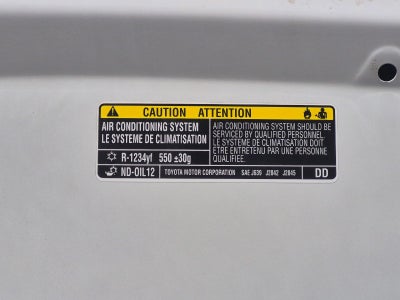 CAUTION ATTENTION
AIR CONDITIONING SYSTEM
LE SYSTEME DE CLIMATISATION
R-1234yf 550 ±30g
ND-OIL12
AIR CONDITIONING SYSTEM SHOULD BE
SERVICED BY QUALIFIED PERSONNEL.
LE SYSTEME DE CLIMATISATION DOIT
ETRE ENTRETENU PAR UNE PERSONNE
QUALIFIEE.
TOYOTA MOTOR CORPORATION SAE J639 J2842 J2845 DD